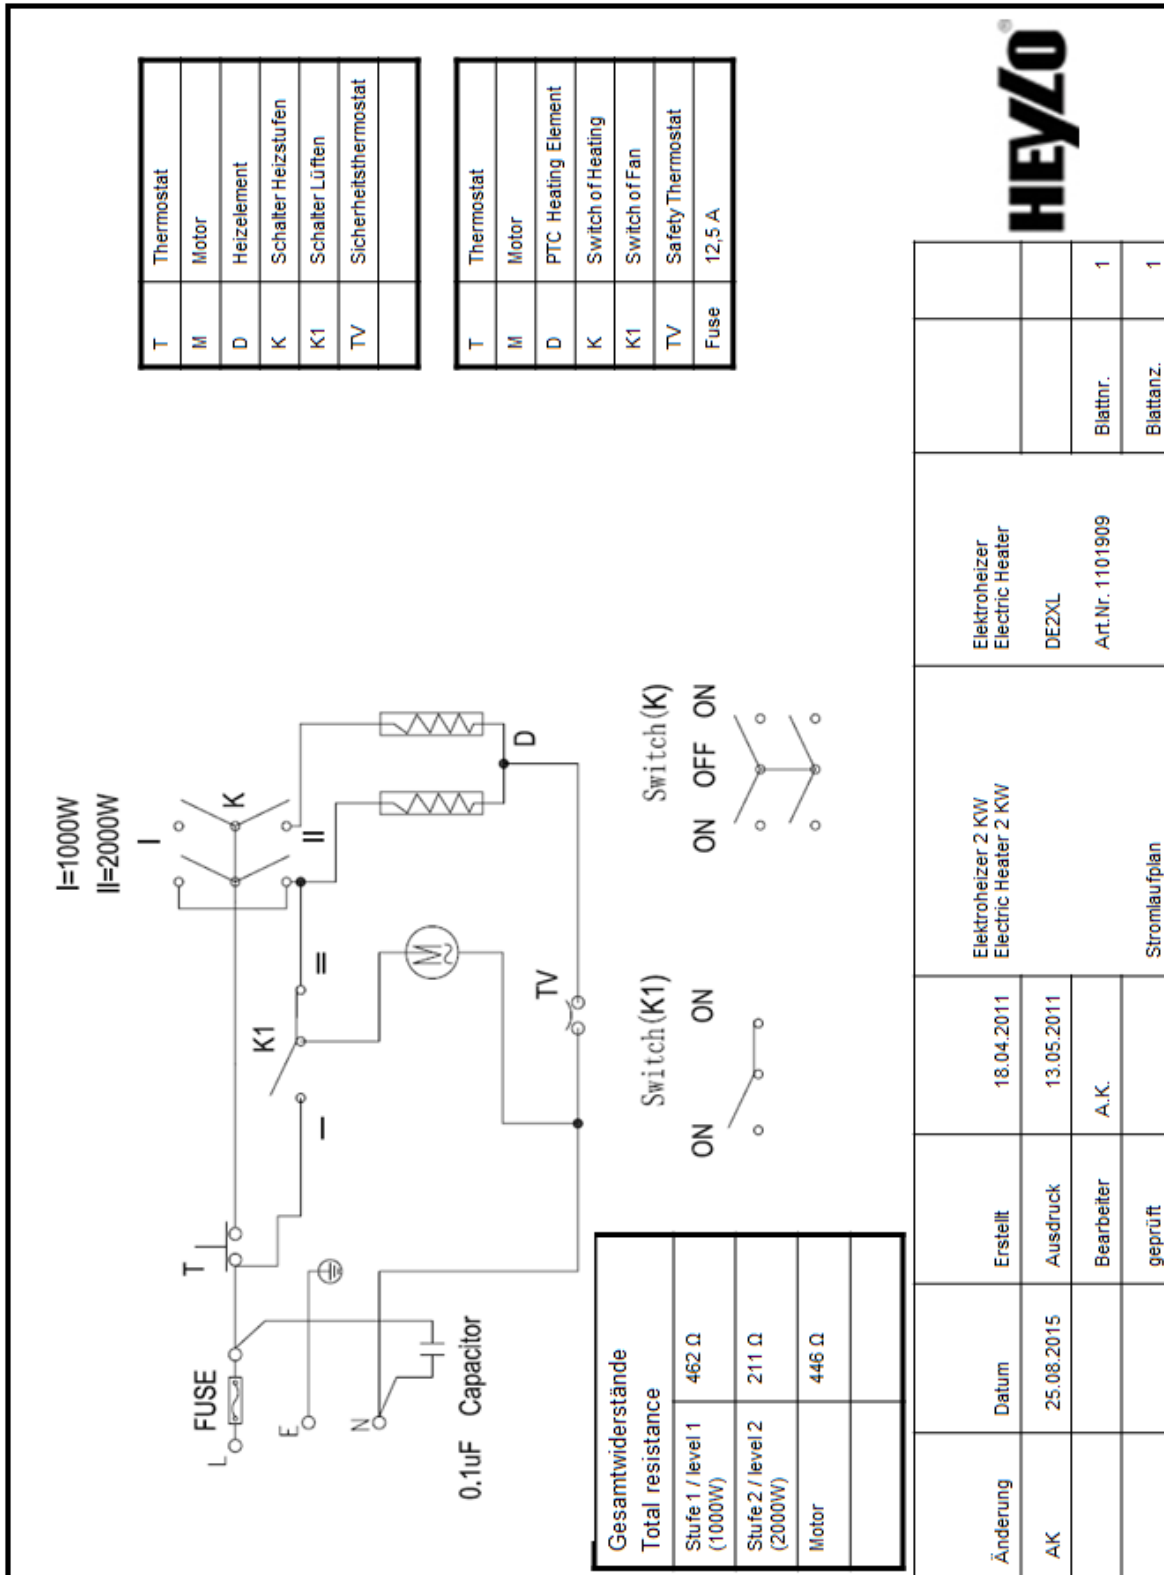 I=1000W
II=2000W
L
FUSE
T
E
N
0.1uF Capacitor
K1
I
II
I
K
II
M
D
TV
Switch(K1)
ON ON
Switch(K)
ON OFF ON
T Thermostat
M Motor
D Heizelement
K Schalter Heizstufen
K1 Schalter Lüften
TV Sicherheitsthermostat
T Thermostat
M Motor
D PTC Heating Element
K Switch of Heating
K1 Switch of Fan
TV Safety Thermostat
Fuse 12,5 A
Gesamtwiderstände
Total resistance
Stufe 1 / level 1
(1000W)
462 Ω
Stufe 2 / level 2
(2000W)
211 Ω
Motor 446 Ω
Änderung Datum Erstellt 18.04.2011
Elektroheizer 2 KW
Electric Heater 2 KW
Elektroheizer
Electric Heater
AK 25.08.2015 Ausdruck 13.05.2011
DE2XL
Bearbeiter A.K.
Art.Nr. 1101909
Blattnr. 1
geprüft
Stromlaufplan
Blattanz. 1
HEYLO®